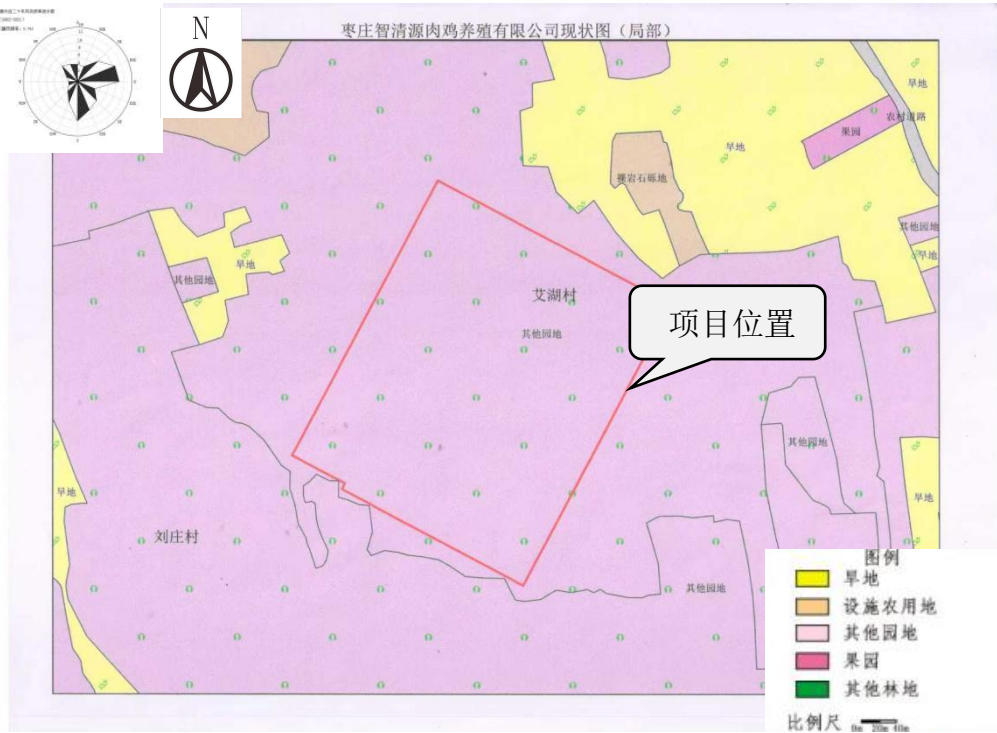 N
枣庄智清源肉鸡养殖有限公司现状图（局部）
旱地
农村道路
果园
旱地
裸岩石砾地
其他园地
旱地
旱地
其他园地
艾湖村
其他园地
项目位置
其他园地
旱地
旱地
刘庄村
其他园地
图例
旱地
设施农用地
其他园地
果园
其他林地
比例尺 0m 20m 40m